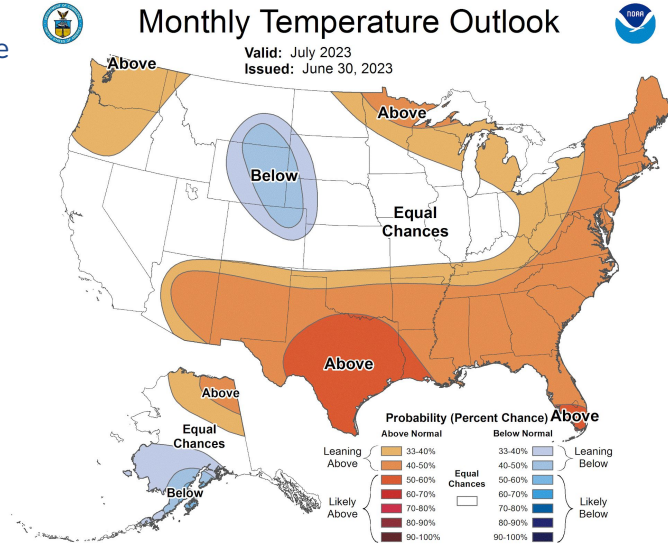 Monthly Temperature Outlook
Valid: July 2023
Issued: June 30, 2023
NOAA
e
Above
Above
Below
Equal
Chances
Above
Above
Above
Equal
Chances
Below
Probability (Percent Chance)
Above Normal
Below Normal
Leaning
Above
33-40%
40-50%
Likely
Above
50-60%
60-70%
70-80%
80-90%
90-100%
Equal
Chances
33-40%
40-50%
Leaning
Below
50-60%
60-70%
70-80%
80-90%
90-100%
Likely
Below